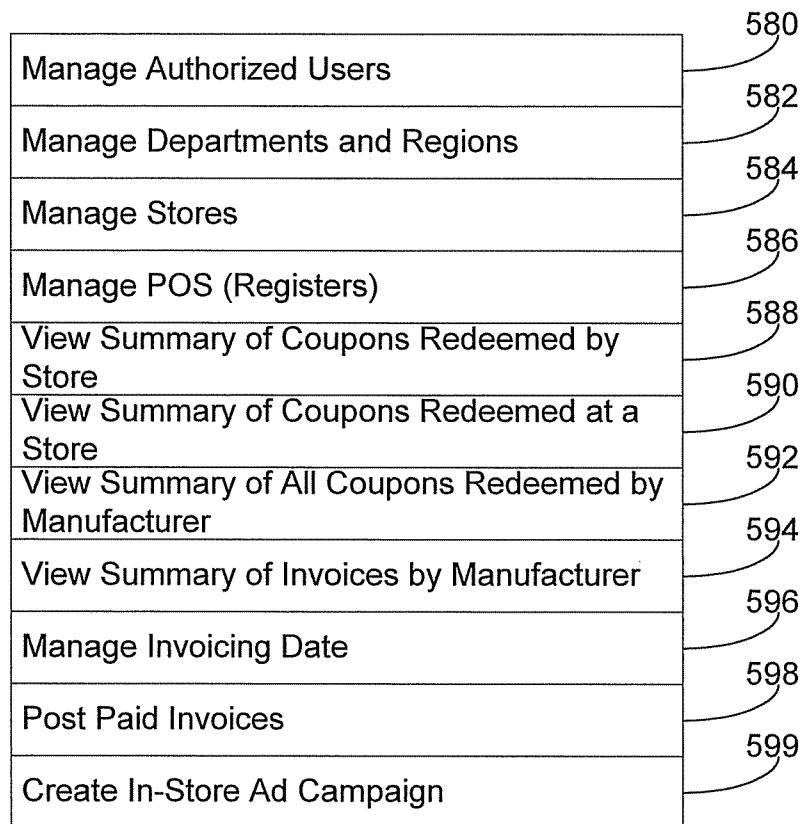 580
Manage Authorized Users
582
Manage Departments and Regions
584
Manage Stores
586
Manage POS (Registers)
588
View Summary of Coupons Redeemed by
Store
590
View Summary of Coupons Redeemed at a
Store
592
View Summary of All Coupons Redeemed by
Manufacturer
594
View Summary of Invoices by Manufacturer
596
Manage Invoicing Date
598
Post Paid Invoices
599
Create In-Store Ad Campaign